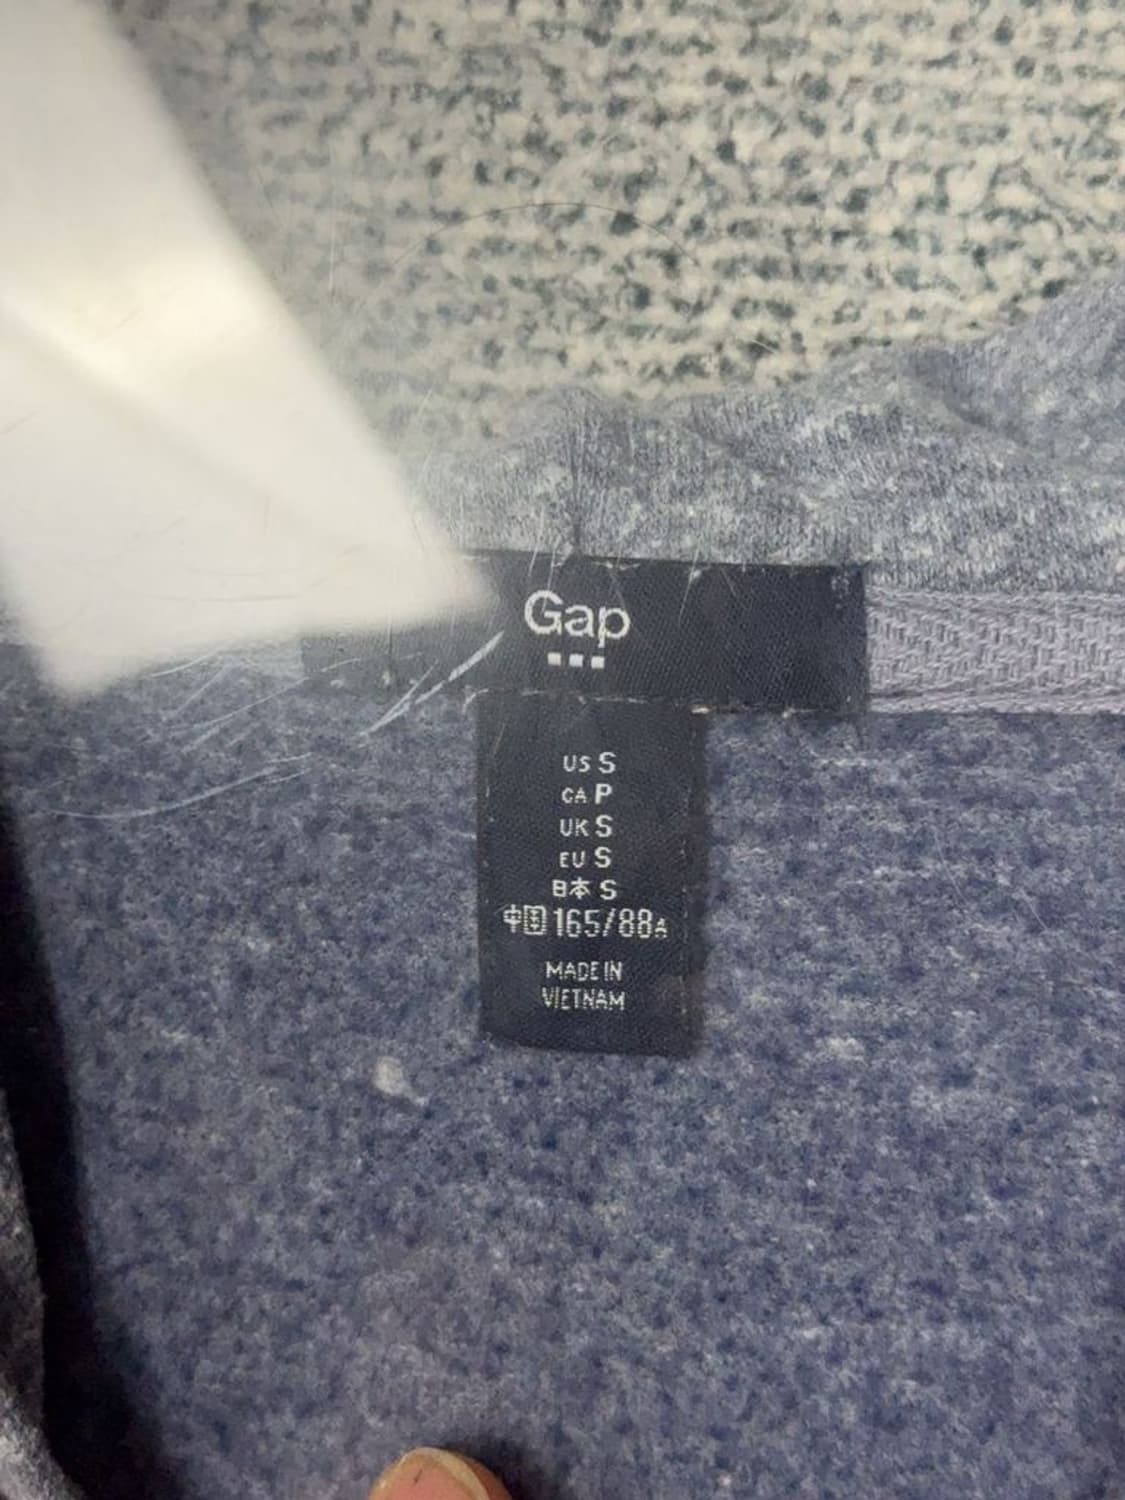 Gap
US S
CA P
UK S
EU S
日本 S
中国 165/88A
MADE IN
VIETNAM